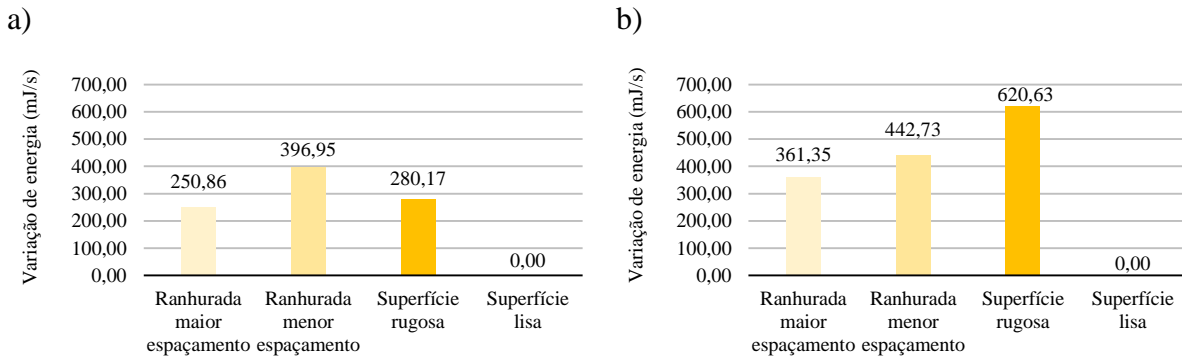 a)
Variação de energia (mJ/s)
700,00
600,00
500,00
400,00
300,00
200,00
100,00
0,00
250,86
396,95
280,17
0,00
Ranhurada
maior
espaçamento
Ranhurada
menor
espaçamento
Superfície
rugosa
Superfície
lisa
b)
Variação de energia (mJ/s)
700,00
600,00
500,00
400,00
300,00
200,00
100,00
0,00
361,35
442,73
620,63
0,00
Ranhurada
maior
espaçamento
Ranhurada
menor
espaçamento
Superfície
rugosa
Superfície
lisa